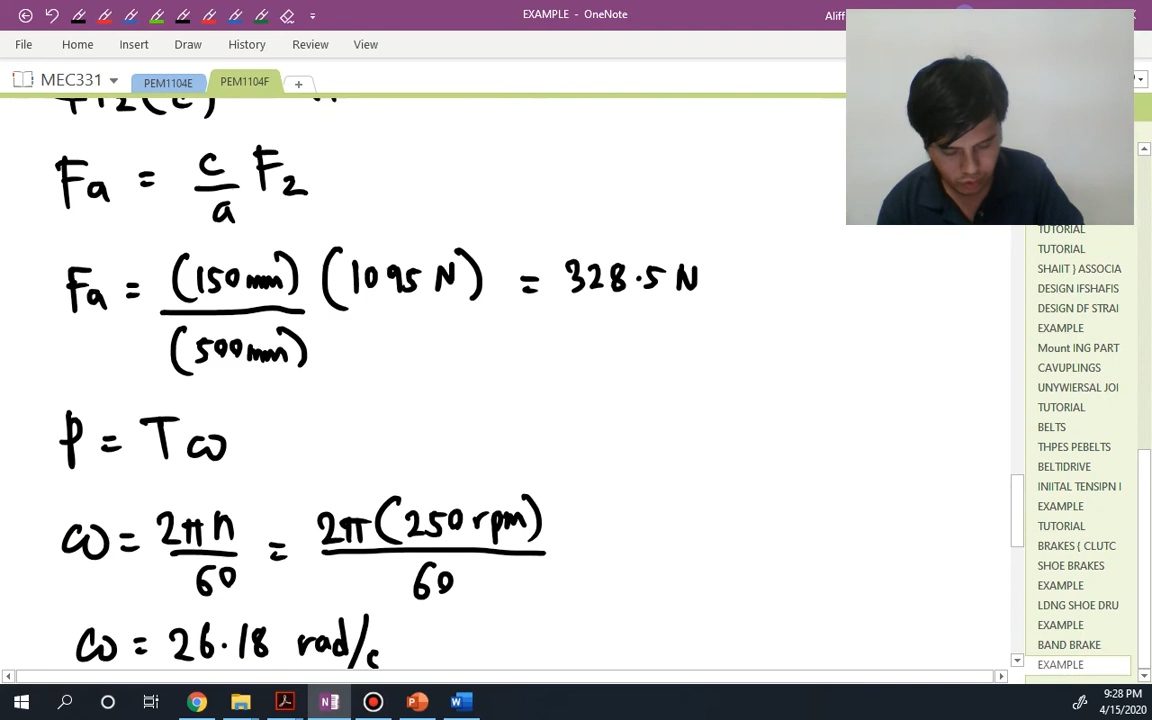 EXAMPLE - OneNote
Aliff
File Home Insert Draw History Review View
MEC331 PEM1104E PEM1104F
Fa = c/a F2
Fa = (150mm)/(500mm) (1095 N) = 328.5 N
P = Tω
ω = 2πn/60 = 2π(250 rpm)/60
ω = 26.18 rad/s
TUTORIAL
TUTORIAL
SHAIIT } ASSOCIA
DESIGN IFSHAFIS
DESIGN DF STRAI
EXAMPLE
Mount ING PART
CAVUPLINGS
UNYWIERSAL JOI
TUTORIAL
BELTS
THPES PEBELTS
BELTIDRIVE
INIITAL TENSIPN I
EXAMPLE
TUTORIAL
BRAKES { CLUTC
SHOE BRAKES
EXAMPLE
LDNG SHOE DRU
EXAMPLE
BAND BRAKE
EXAMPLE
9:28 PM
4/15/2020